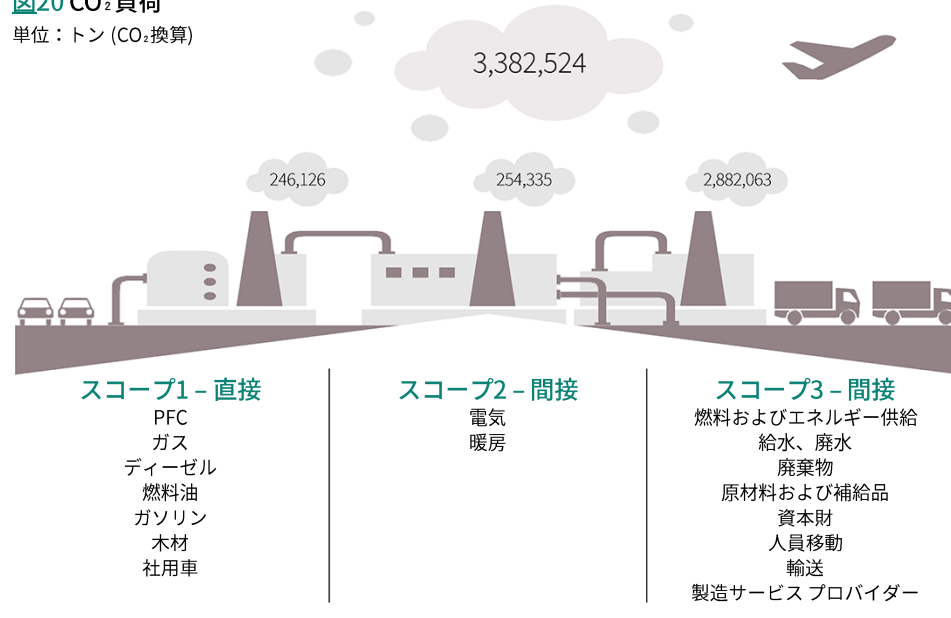 図20 CO₂ 負荷
単位：トン (CO₂換算)
3,382,524
246,126
254,335
2,882,063
スコープ1 – 直接
PFC
ガス
ディーゼル
燃料油
ガソリン
木材
社用車
スコープ2 – 間接
電気
暖房
スコープ3 – 間接
燃料およびエネルギー供給
給水、廃水
廃棄物
原材料および補給品
資本財
人員移動
輸送
製造サービス プロバイダー